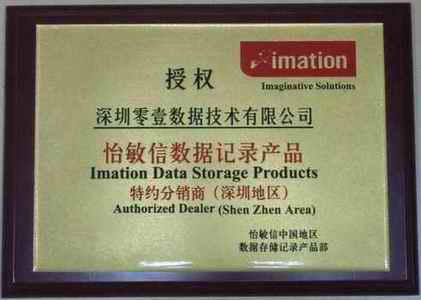 imation
Imaginative Solutions
授权
深圳零壹数据技术有限公司
怡敏信数据记录产品
Imation Data Storage Products
特约分销商（深圳地区）
Authorized Dealer (Shen Zhen Area)
怡敏信中国地区
数据存储记录产品部